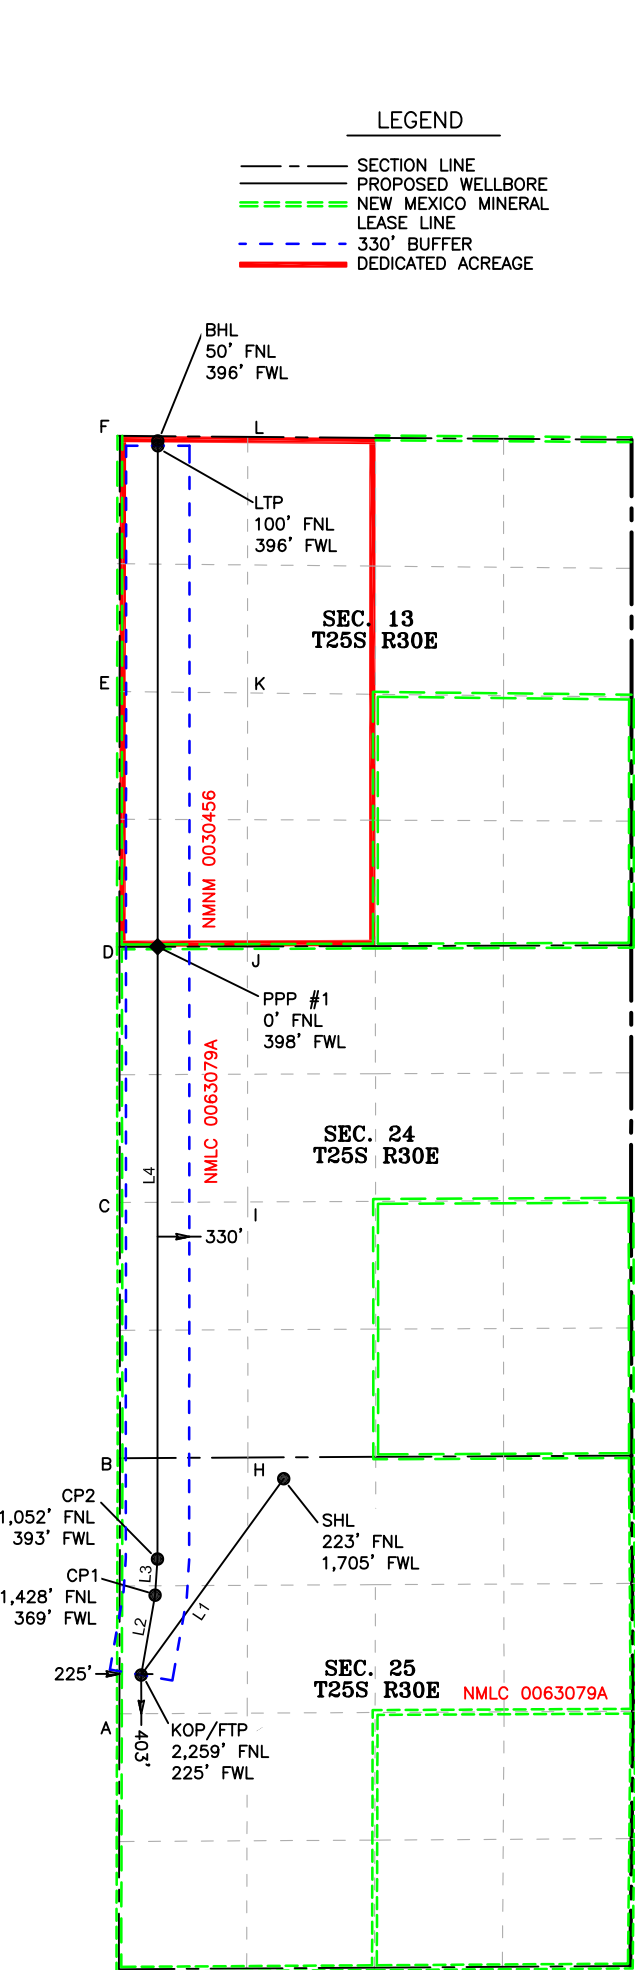 LEGEND
SECTION LINE
PROPOSED WELLBORE
NEW MEXICO MINERAL
LEASE LINE
330' BUFFER
DEDICATED ACREAGE
BHL
50' FNL
396' FWL
F
L
LTP
100' FNL
396' FWL
SEC. 13
T25S R30E
E
K
NMNM 0030456
D
J
PPP #1
0' FNL
398' FWL
NMLC 0063079A
SEC. 24
T25S R30E
L4
C
I
330'
B
H
CP2
1,052' FNL
393' FWL
SHL
223' FNL
1,705' FWL
L3
CP1
1,428' FNL
369' FWL
L1
L2
225'
SEC. 25
T25S R30E
NMLC 0063079A
A
403'
KOP/FTP
2,259' FNL
225' FWL